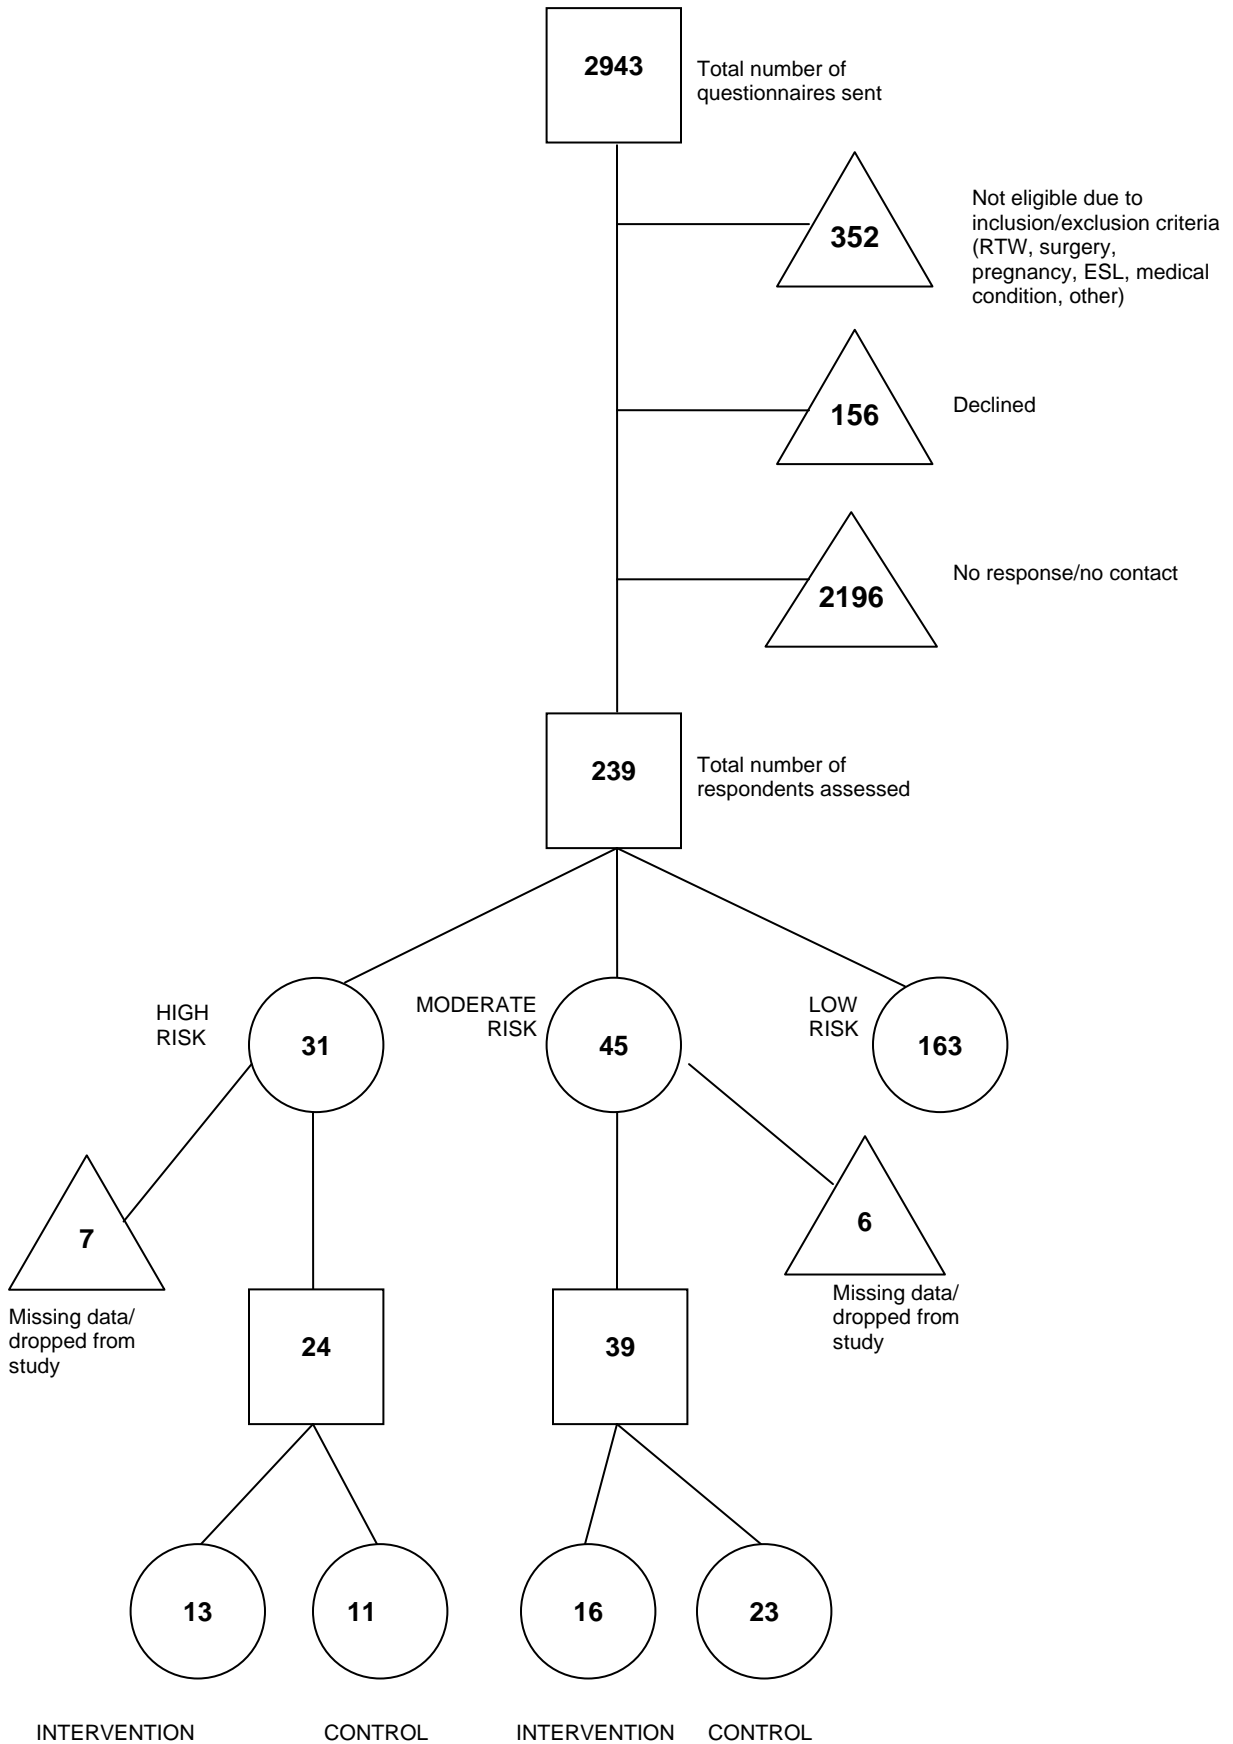 2943
Total number of
questionnaires sent
352
Not eligible due to
inclusion/exclusion criteria
(RTW, surgery,
pregnancy, ESL, medical
condition, other)
156
Declined
2196
No response/no contact
239
Total number of
respondents assessed
HIGH
RISK
31
MODERATE
RISK
45
LOW
RISK
163
7
Missing data/
dropped from
study
6
Missing data/
dropped from
study
24
39
13
11
16
23
INTERVENTION
CONTROL
INTERVENTION
CONTROL